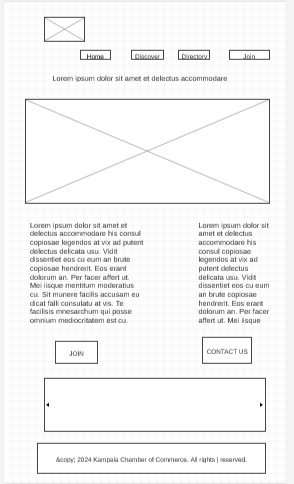 Home Discover Directory Join
Lorem ipsum dolor sit amet et delectus accommodare
Lorem ipsum dolor sit amet et
delectus accommodare his consul
copiosae legendos at vix ad putent
delectus delicata usu. Vidit
dissentiet eos cu eum an brute
copiosae hendrerit. Eos erant
dolorum an. Per facer affert ut.
Mei iisque mentitum moderatius
cu. Sit munere facilis accusam eu
dicat falli consulatu at vis. Te
facilisis mnesarchum qui posse
omnium mediocritatem est cu.
Lorem ipsum dolor sit
amet et delectus
accommodare his
consul copiosae
legendos at vix ad
putent delectus
delicata usu. Vidit
dissentiet eos cu eum
an brute copiosae
hendrerit. Eos erant
dolorum an. Per facer
affert ut. Mei iisque
JOIN
CONTACT US
&copy; 2024 Kampala Chamber of Commerce. All rights | reserved.